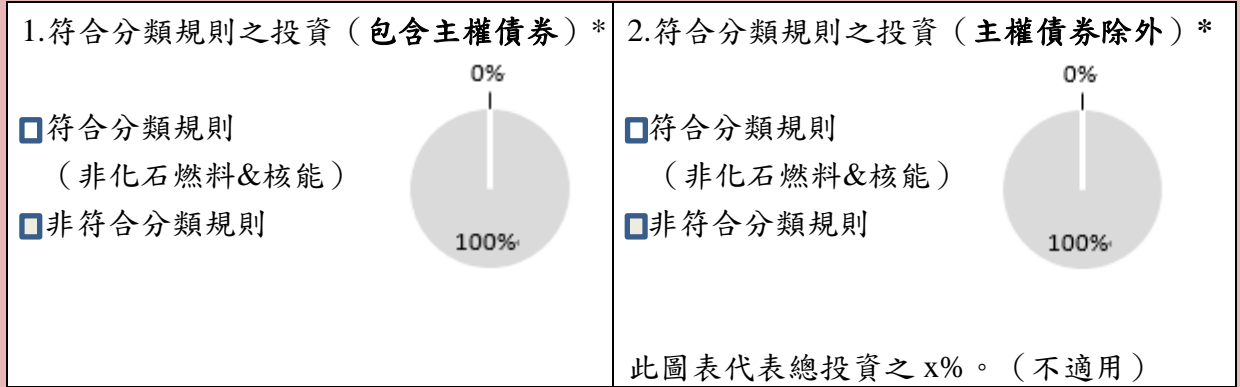 1.符合分類規則之投資（包含主權債券）*
0%
符合分類規則
（非化石燃料&核能）
非符合分類規則
100%
2.符合分類規則之投資（主權債券除外）*
0%
符合分類規則
（非化石燃料&核能）
非符合分類規則
100%
此圖表代表總投資之 x%。（不適用）